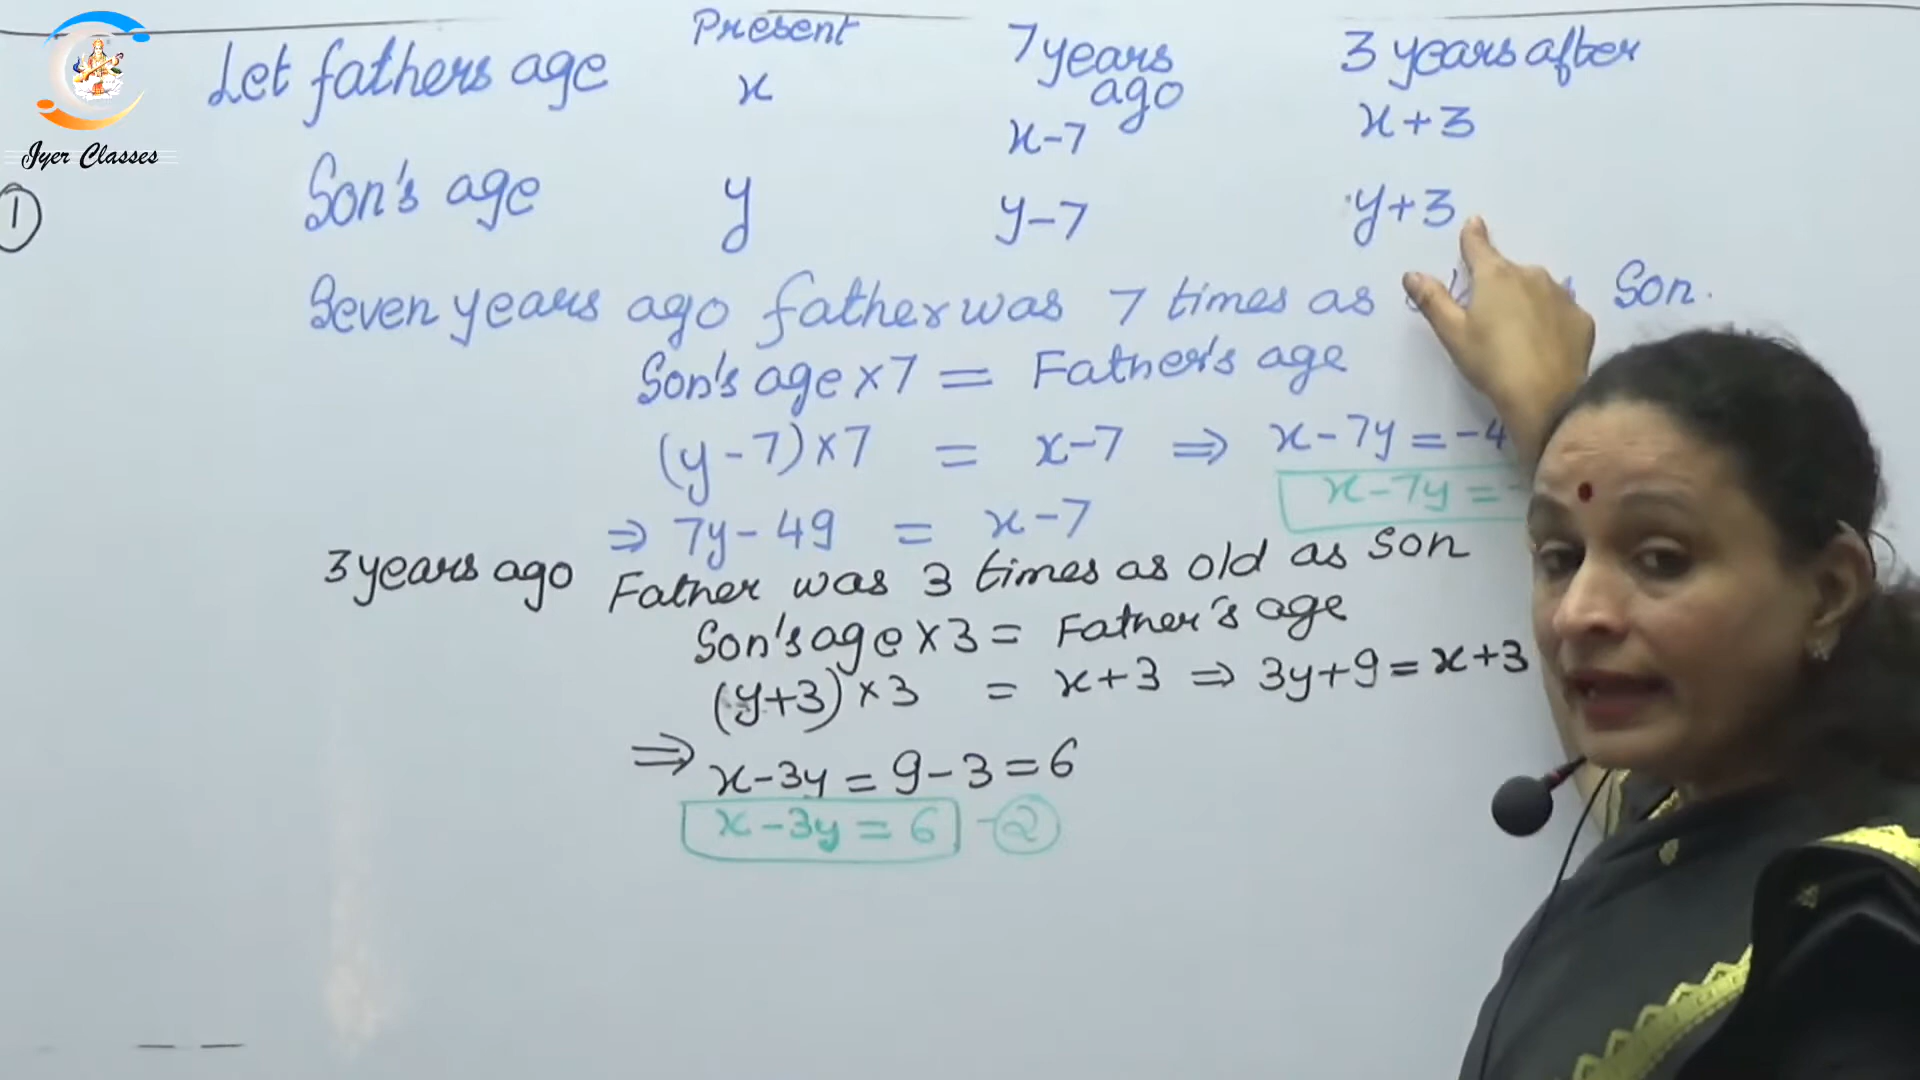 Present 7 years ago 3 years after
Let fathers age x x-7 x+3
Iyer Classes
① Son's age y y-7 y+3
Seven years ago father was 7 times as Son.
Son's age ×7 = Father's age
(y-7)×7 = x-7 ⇒ x-7y = -4
x-7y = -
⇒ 7y-49 = x-7
3 years ago Father was 3 times as old as son
Son's age ×3 = Father's age
(y+3)×3 = x+3 ⇒ 3y+9 = x+3
⇒ x-3y = 9-3 = 6
x-3y = 6 -②